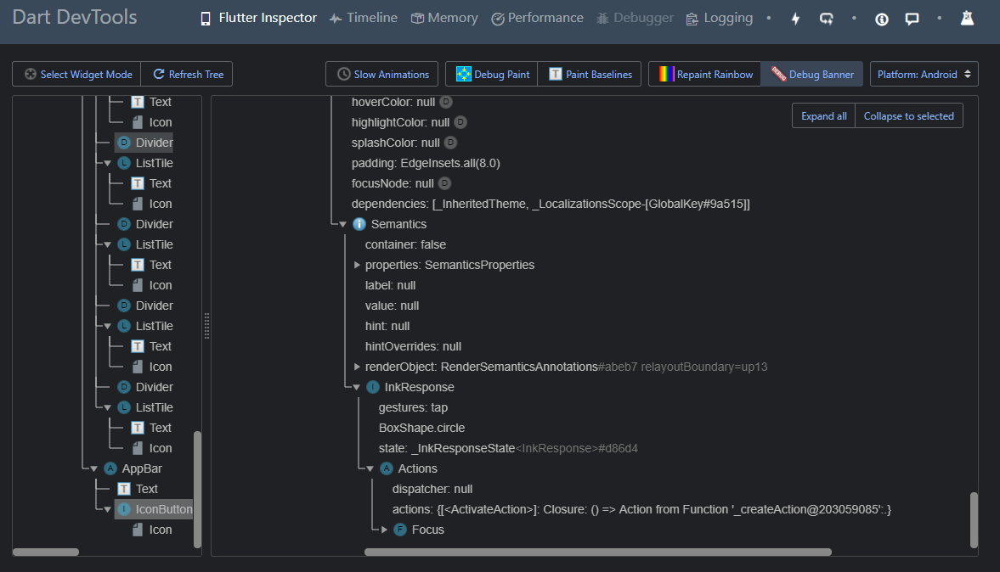 Dart DevTools
Flutter Inspector Timeline Memory Performance Debugger Logging
Select Widget Mode Refresh Tree Slow Animations Debug Paint Paint Baselines Repaint Rainbow Debug Banner Platform: Android
Expand all Collapse to selected
Text
Icon
Divider
ListTile
Text
Icon
Divider
ListTile
Text
Icon
Divider
ListTile
Text
Icon
Divider
ListTile
Text
Icon
AppBar
Text
IconButton
Icon
hoverColor: null
highlightColor: null
splashColor: null
padding: EdgeInsets.all(8.0)
focusNode: null
dependencies: [_InheritedTheme, _LocalizationsScope-[GlobalKey#9a515]]
Semantics
container: false
properties: SemanticsProperties
label: null
value: null
hint: null
hintOverrides: null
renderObject: RenderSemanticsAnnotations#abeb7 relayoutBoundary=up13
InkResponse
gestures: tap
BoxShape.circle
state: _InkResponseState<InkResponse>#d86d4
Actions
dispatcher: null
actions: {[<ActivateAction>]: Closure: () => Action from Function '_createAction@203059085':.}
Focus